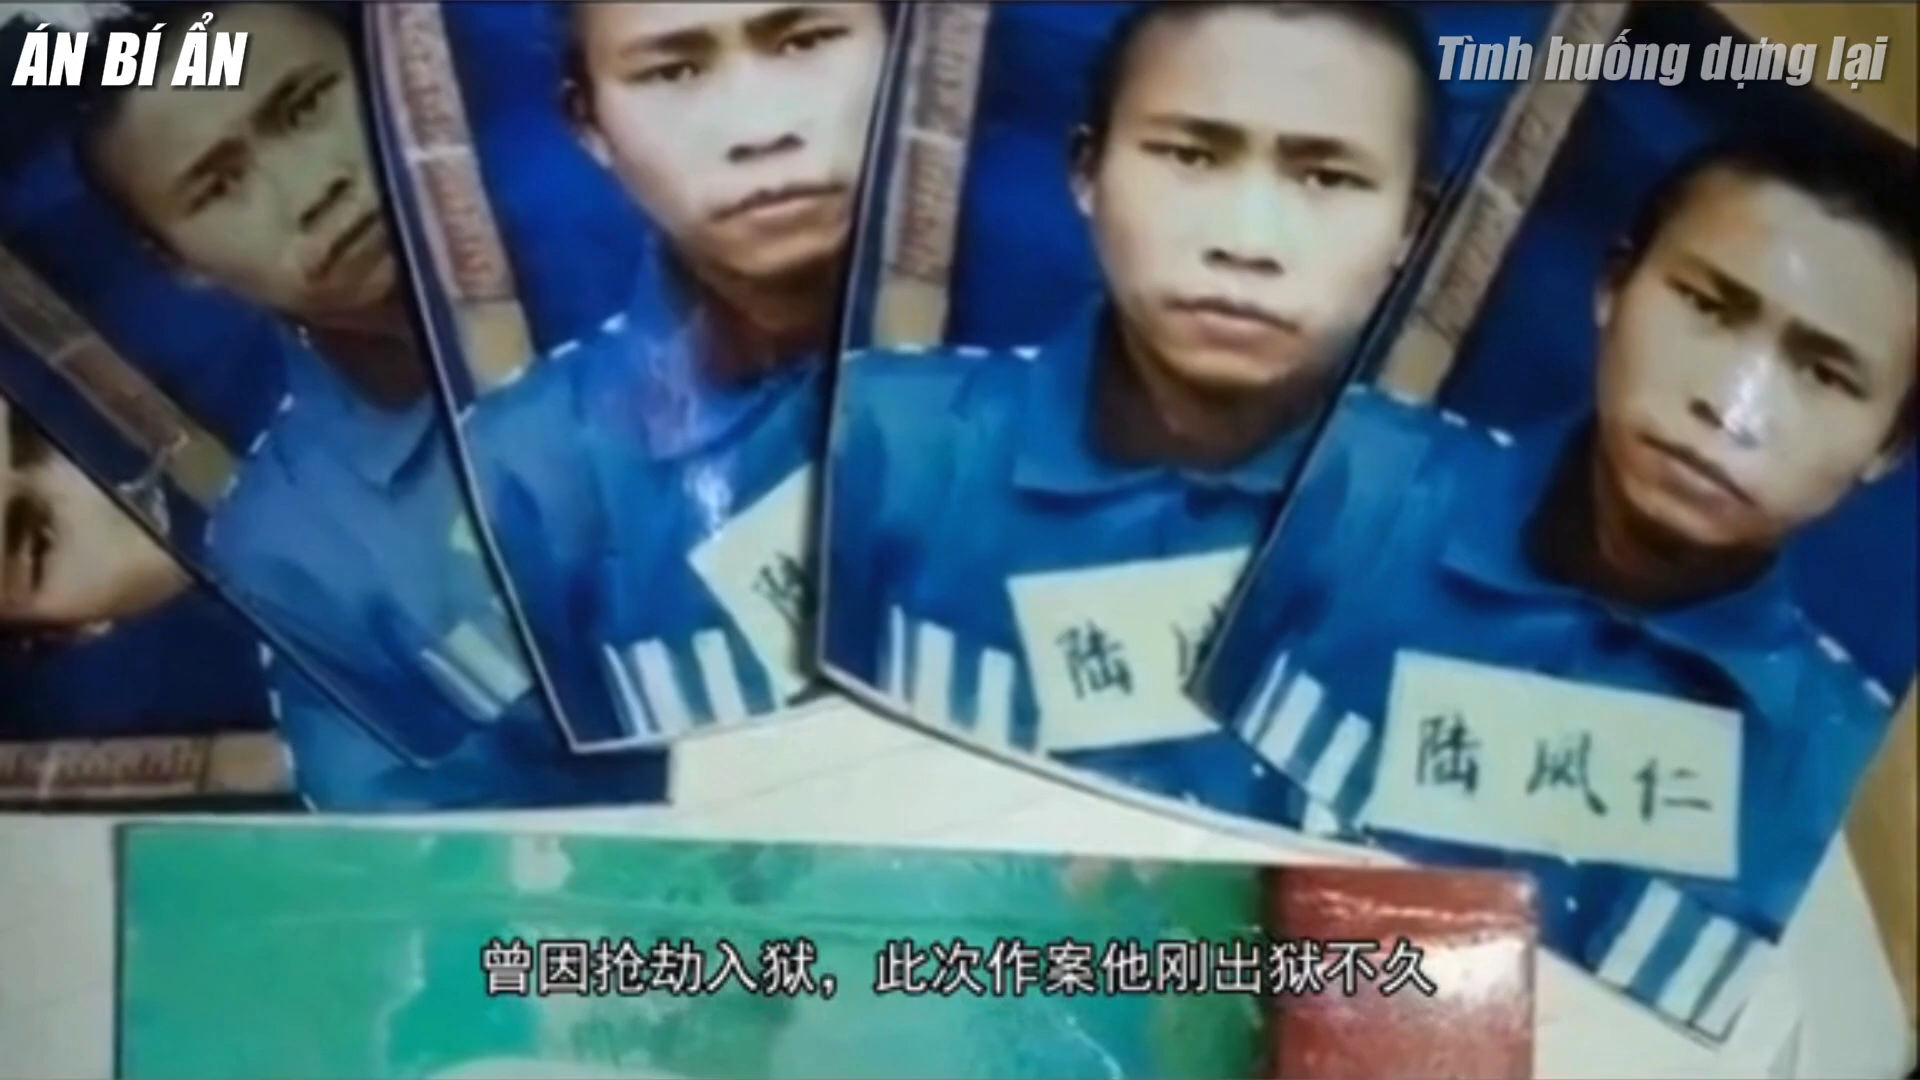 ÁN BÍ ẨN
Tình huống dựng lại
陆
陆 风 仁
曾因抢劫入狱，此次作案他刚出狱不久